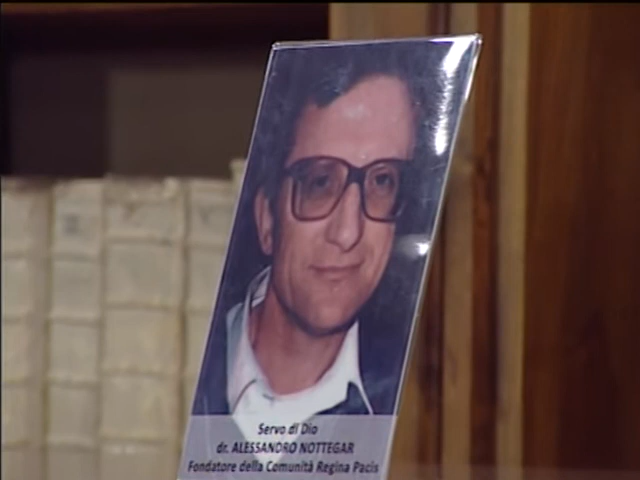 Servo di Dio
dr. ALESSANDRO NOTTEGAR
Fondatore della Comunità Regina Pacis